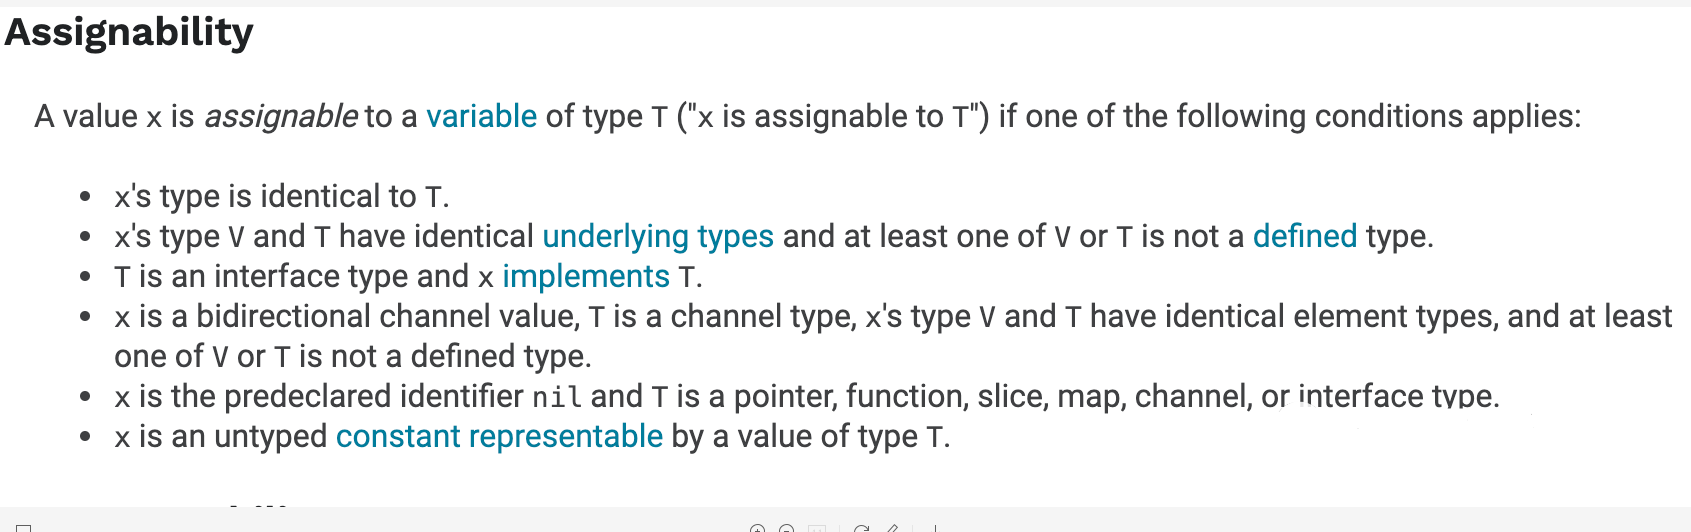 Assignability
A value x is assignable to a variable of type T ("x is assignable to T") if one of the following conditions applies:
• x's type is identical to T.
• x's type V and T have identical underlying types and at least one of V or T is not a defined type.
• T is an interface type and x implements T.
• x is a bidirectional channel value, T is a channel type, x's type V and T have identical element types, and at least
one of V or T is not a defined type.
• x is the predeclared identifier nil and T is a pointer, function, slice, map, channel, or interface type.
• x is an untyped constant representable by a value of type T.